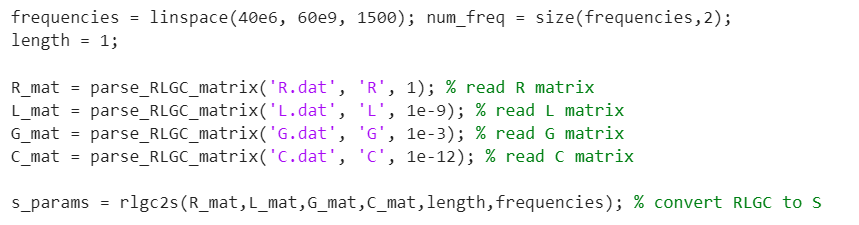 frequencies = linspace(40e6, 60e9, 1500); num_freq = size(frequencies,2);
length = 1;
R_mat = parse_RLGC_matrix('R.dat', 'R', 1); % read R matrix
L_mat = parse_RLGC_matrix('L.dat', 'L', 1e-9); % read L matrix
G_mat = parse_RLGC_matrix('G.dat', 'G', 1e-3); % read G matrix
C_mat = parse_RLGC_matrix('C.dat', 'C', 1e-12); % read C matrix
s_params = rlgc2s(R_mat,L_mat,G_mat,C_mat,length,frequencies); % convert RLGC to S